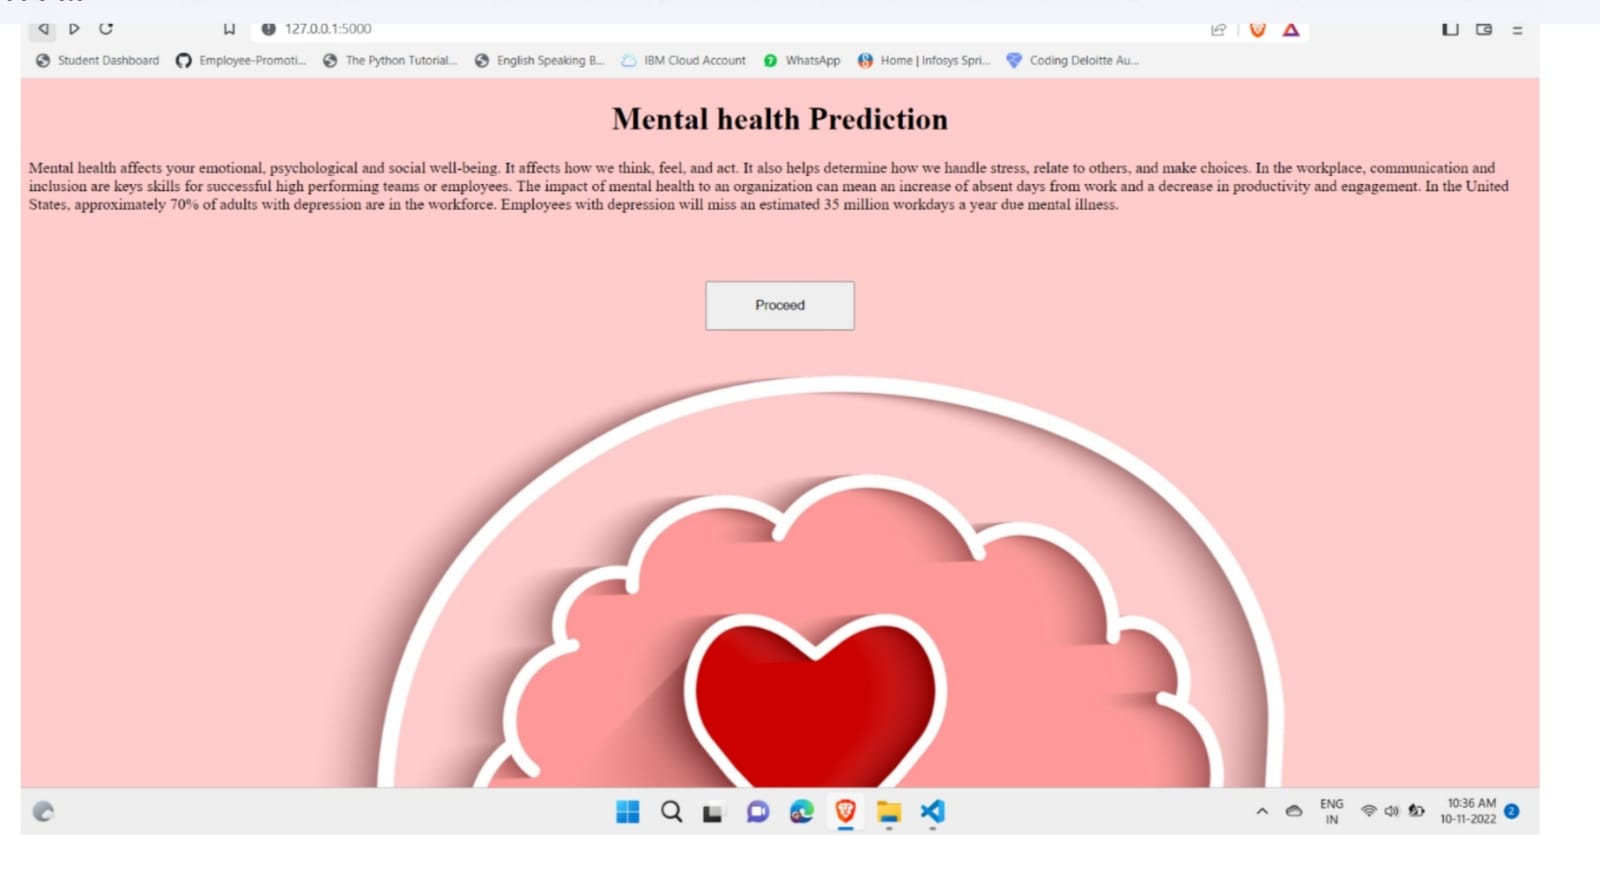 127.0.0.1:5000
Student Dashboard Employee-Promoti... The Python Tutorial... English Speaking B... IBM Cloud Account WhatsApp Home | Infosys Spri... Coding Deloitte Au...
Mental health Prediction
Mental health affects your emotional, psychological and social well-being. It affects how we think, feel, and act. It also helps determine how we handle stress, relate to others, and make choices. In the workplace, communication and
inclusion are keys skills for successful high performing teams or employees. The impact of mental health to an organization can mean an increase of absent days from work and a decrease in productivity and engagement. In the United
States, approximately 70% of adults with depression are in the workforce. Employees with depression will miss an estimated 35 million workdays a year due mental illness.
Proceed
ENG 10:36 AM
IN 10-11-2022 2